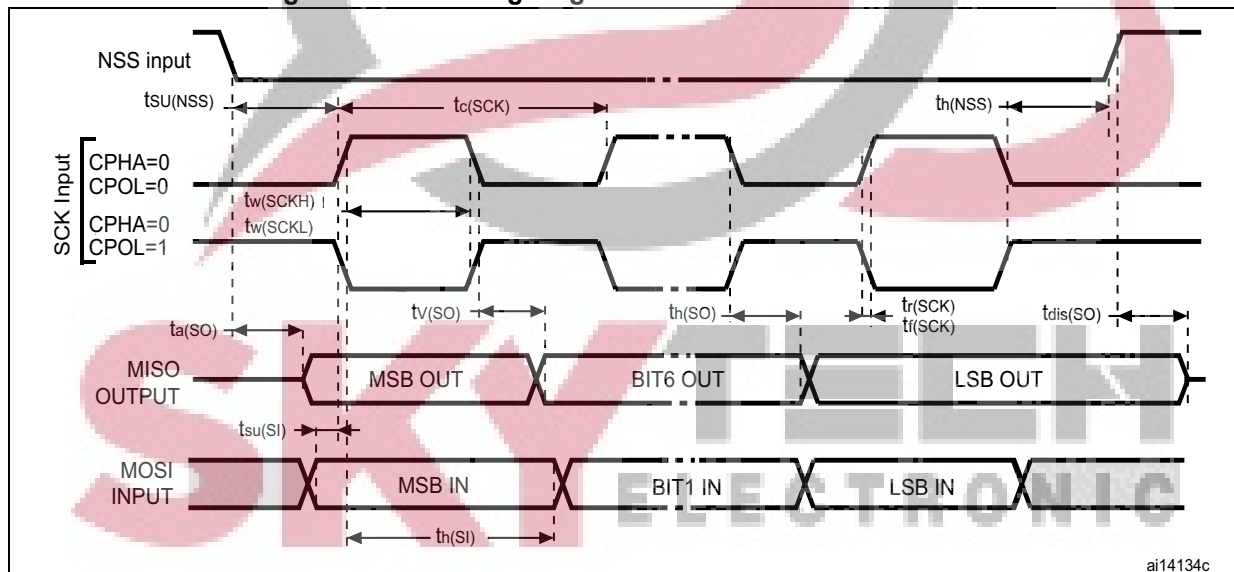 NSS input
tSU(NSS)
tc(SCK)
th(NSS)
SCK Input
CPHA=0
CPOL=0
tw(SCKH)
tw(SCKL)
CPHA=0
CPOL=1
ta(SO)
tV(SO)
th(SO)
tr(SCK)
tf(SCK)
tdis(SO)
MISO
OUTPUT
MSB OUT
BIT6 OUT
LSB OUT
tsu(SI)
MOSI
INPUT
MSB IN
BIT1 IN
LSB IN
th(SI)
SKY TECH
ELECTRONIC
ai14134c